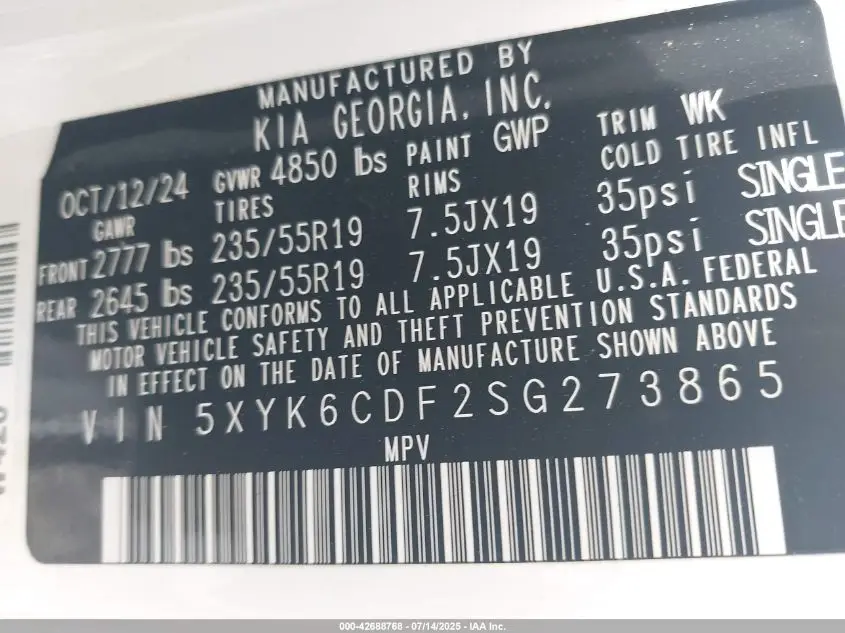 MANUFACTURED BY
KIA GEORGIA, INC.
OCT/12/24 GVWR 4850 lbs PAINT GWP TRIM WK
GAWR TIRES RIMS COLD TIRE INFL
FRONT 2777 lbs 235/55R19 7.5JX19 35psi SINGLE
REAR 2645 lbs 235/55R19 7.5JX19 35psi SINGLE
THIS VEHICLE CONFORMS TO ALL APPLICABLE U.S.A. FEDERAL
MOTOR VEHICLE SAFETY AND THEFT PREVENTION STANDARDS
IN EFFECT ON THE DATE OF MANUFACTURE SHOWN ABOVE
VIN 5XYK6CDF2SG273865
MPV
000-42688768 - 07/14/2025 - IAA Inc.